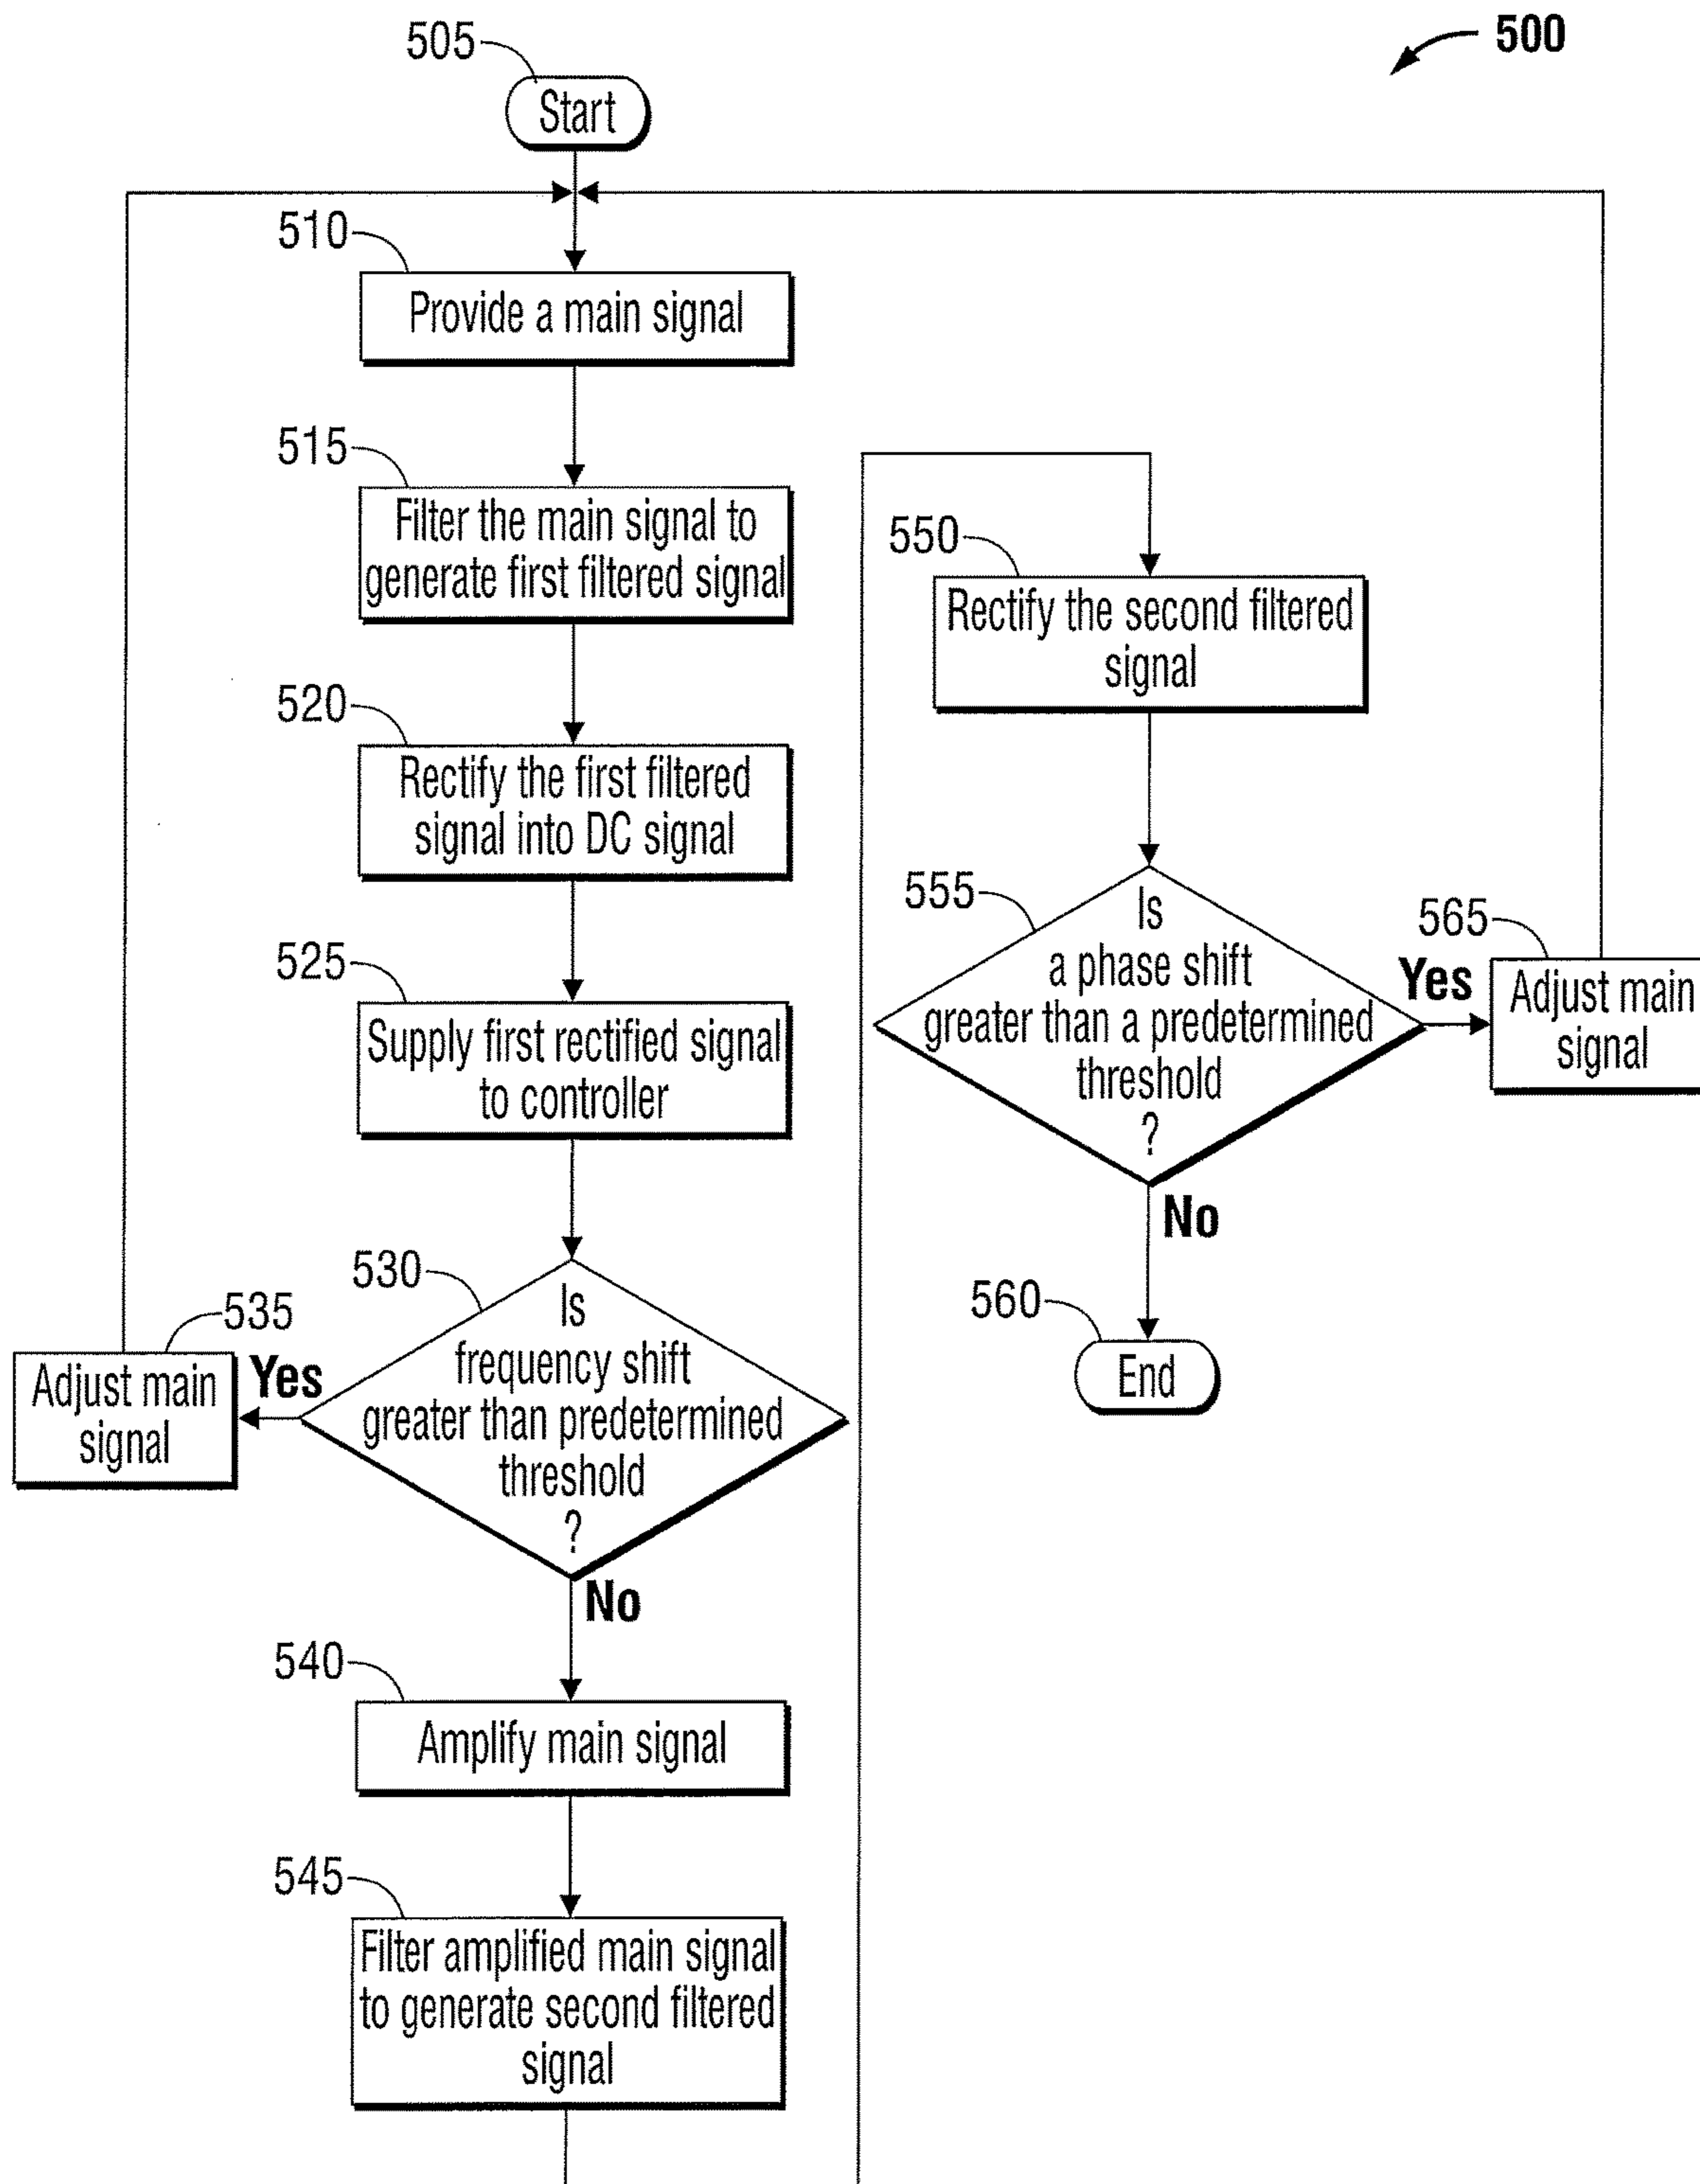 500
505
Start
510
Provide a main signal
515
Filter the main signal to
generate first filtered signal
520
Rectify the first filtered
signal into DC signal
525
Supply first rectified signal
to controller
530
Is
frequency shift
greater than predetermined
threshold
?
Yes
535
Adjust main
signal
No
540
Amplify main signal
545
Filter amplified main signal
to generate second filtered
signal
550
Rectify the second filtered
signal
555
Is
a phase shift
greater than a predetermined
threshold
?
Yes
565
Adjust main
signal
No
560
End